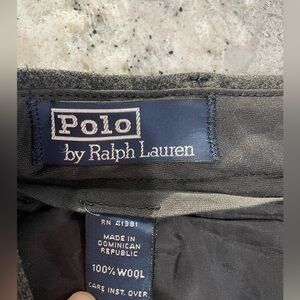 Polo
by Ralph Lauren
RN 41381
MADE IN
DOMINICAN
REPUBLIC
100% WOOL
CARE INST. OVER